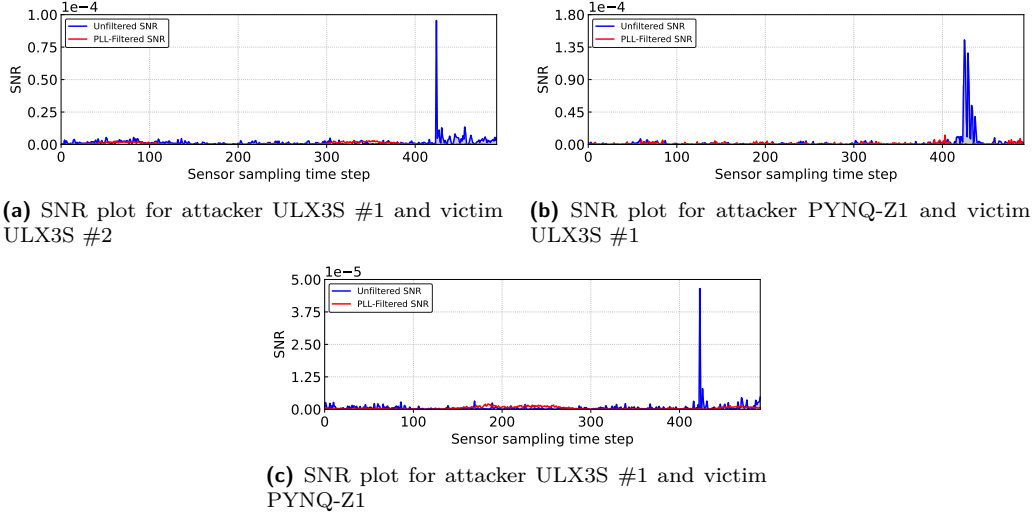 1e−4
1.00
0.75
0.50
0.25
0.00
SNR
Unfiltered SNR
PLL-Filtered SNR
0 100 200 300 400
Sensor sampling time step
(a) SNR plot for attacker ULX3S #1 and victim
ULX3S #2
1e−4
1.80
1.35
0.90
0.45
0.00
SNR
Unfiltered SNR
PLL-Filtered SNR
0 100 200 300 400
Sensor sampling time step
(b) SNR plot for attacker PYNQ-Z1 and victim
ULX3S #1
1e−5
5.00
3.75
2.50
1.25
0.00
SNR
Unfiltered SNR
PLL-Filtered SNR
0 100 200 300 400
Sensor sampling time step
(c) SNR plot for attacker ULX3S #1 and victim
PYNQ-Z1